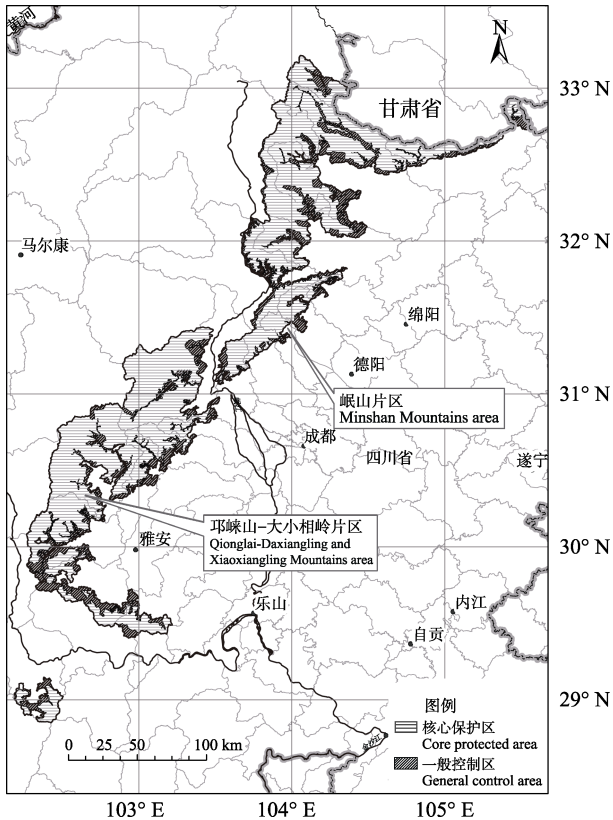 黄河
N
甘肃省
33° N
马尔康
32° N
绵阳
德阳
31° N
岷山片区
Minshan Mountains area
成都
四川省
遂宁
邛崃山-大小相岭片区
Qionglai-Daxiangling and
Xiaoxiangling Mountains area
雅安
30° N
乐山
内江
自贡
29° N
图例
核心保护区
Core protected area
一般控制区
General control area
0 25 50 100 km
103° E
104° E
105° E